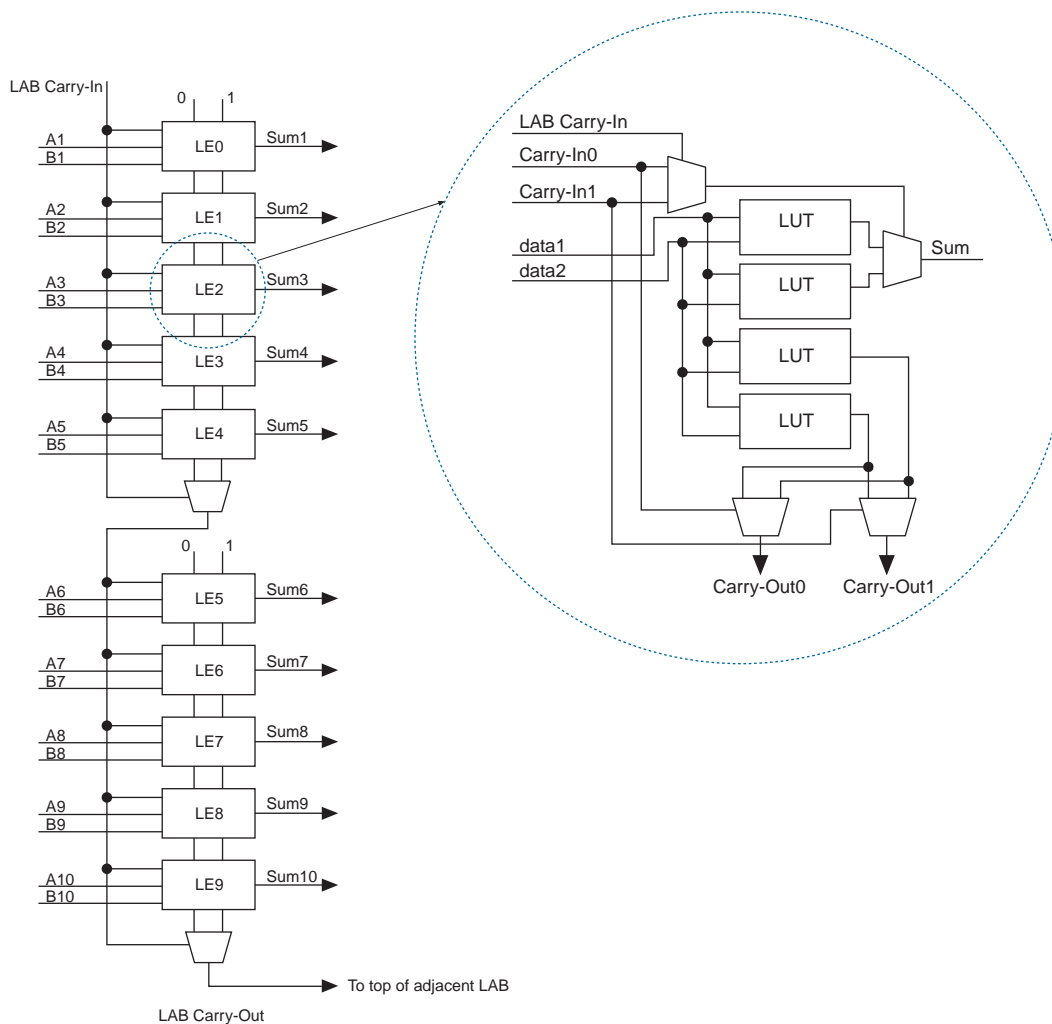 LAB Carry-In
0 1
A1
B1
LE0
Sum1
A2
B2
LE1
Sum2
A3
B3
LE2
Sum3
A4
B4
LE3
Sum4
A5
B5
LE4
Sum5
0 1
A6
B6
LE5
Sum6
A7
B7
LE6
Sum7
A8
B8
LE7
Sum8
A9
B9
LE8
Sum9
A10
B10
LE9
Sum10
To top of adjacent LAB
LAB Carry-Out
LAB Carry-In
Carry-In0
Carry-In1
data1
data2
LUT
LUT
LUT
LUT
Sum
Carry-Out0
Carry-Out1